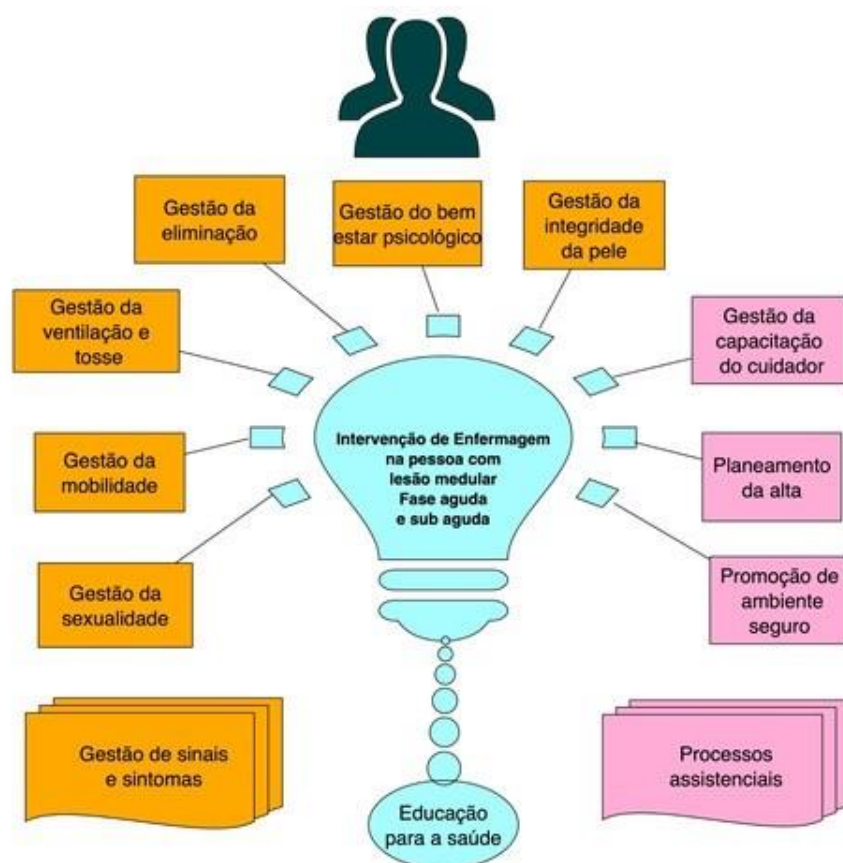 Gestão da
eliminação
Gestão do bem
estar psicológico
Gestão da
integridade
da pele
Gestão da
ventilação e
tosse
Gestão da
capacitação
do cuidador
Intervenção de Enfermagem
na pessoa com
lesão medular
Fase aguda
e sub aguda
Gestão da
mobilidade
Planeamento
da alta
Gestão da
sexualidade
Promoção de
ambiente
seguro
Gestão de sinais
e sintomas
Processos
assistenciais
Educação
para a saúde